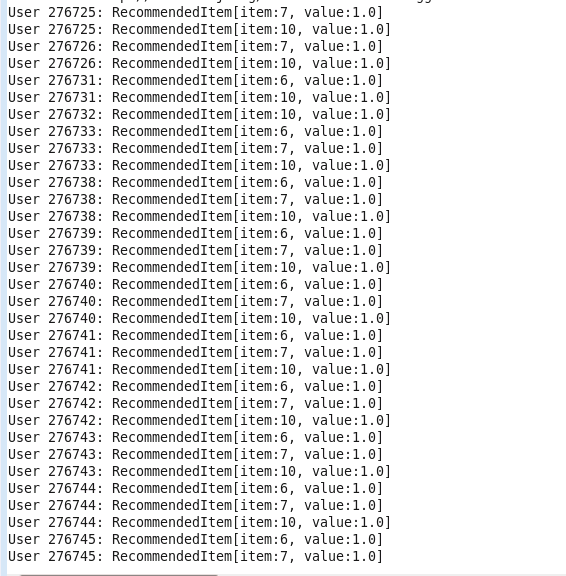 User 276725: RecommendedItem[item:7, value:1.0]
User 276725: RecommendedItem[item:10, value:1.0]
User 276726: RecommendedItem[item:7, value:1.0]
User 276726: RecommendedItem[item:10, value:1.0]
User 276731: RecommendedItem[item:6, value:1.0]
User 276731: RecommendedItem[item:10, value:1.0]
User 276732: RecommendedItem[item:10, value:1.0]
User 276733: RecommendedItem[item:6, value:1.0]
User 276733: RecommendedItem[item:7, value:1.0]
User 276733: RecommendedItem[item:10, value:1.0]
User 276738: RecommendedItem[item:6, value:1.0]
User 276738: RecommendedItem[item:7, value:1.0]
User 276738: RecommendedItem[item:10, value:1.0]
User 276739: RecommendedItem[item:6, value:1.0]
User 276739: RecommendedItem[item:7, value:1.0]
User 276739: RecommendedItem[item:10, value:1.0]
User 276740: RecommendedItem[item:6, value:1.0]
User 276740: RecommendedItem[item:7, value:1.0]
User 276740: RecommendedItem[item:10, value:1.0]
User 276741: RecommendedItem[item:6, value:1.0]
User 276741: RecommendedItem[item:7, value:1.0]
User 276741: RecommendedItem[item:10, value:1.0]
User 276742: RecommendedItem[item:6, value:1.0]
User 276742: RecommendedItem[item:7, value:1.0]
User 276742: RecommendedItem[item:10, value:1.0]
User 276743: RecommendedItem[item:6, value:1.0]
User 276743: RecommendedItem[item:7, value:1.0]
User 276743: RecommendedItem[item:10, value:1.0]
User 276744: RecommendedItem[item:6, value:1.0]
User 276744: RecommendedItem[item:7, value:1.0]
User 276744: RecommendedItem[item:10, value:1.0]
User 276745: RecommendedItem[item:6, value:1.0]
User 276745: RecommendedItem[item:7, value:1.0]